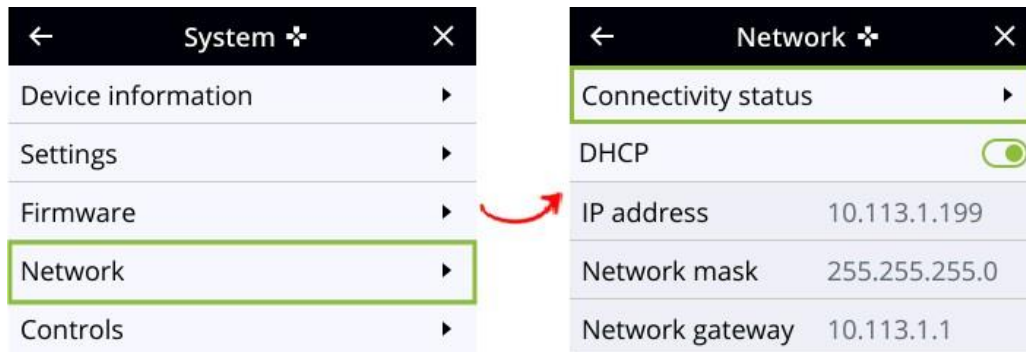 System
Device information
Settings
Firmware
Network
Controls
Network
Connectivity status
DHCP
IP address 10.113.1.199
Network mask 255.255.255.0
Network gateway 10.113.1.1